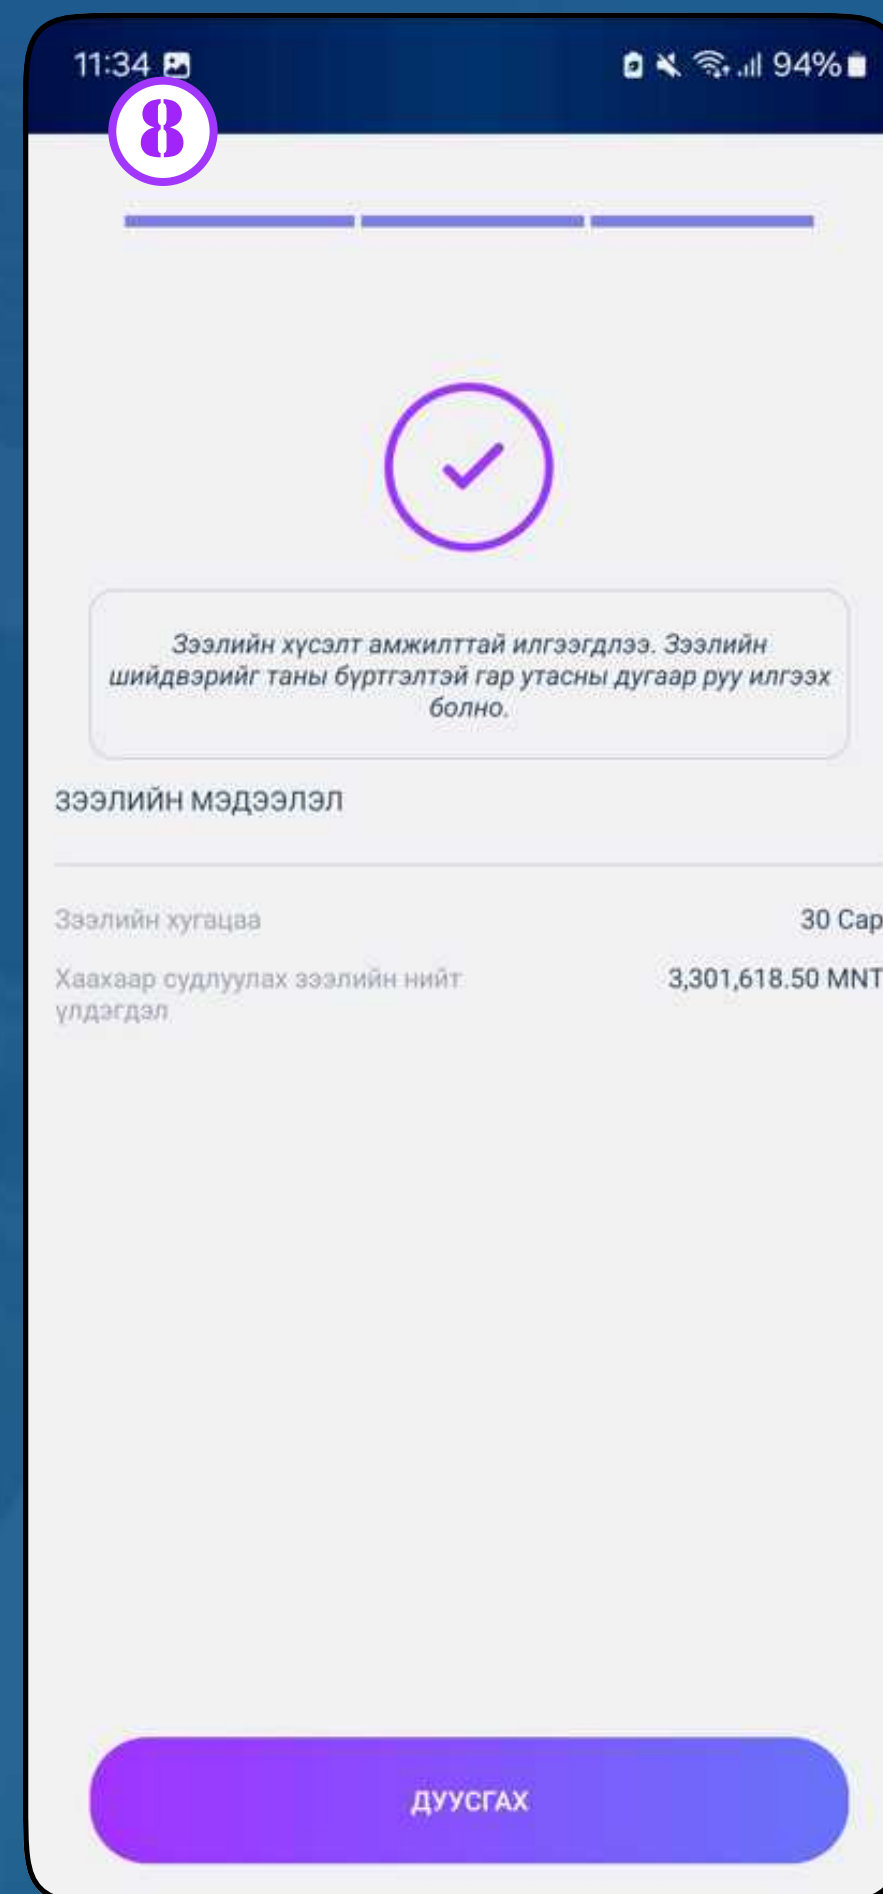 11:34
94%
8
Зээлийн хүсэлт амжилттай илгээгдлээ. Зээлийн
шийдвэрийг таны бүртгэлтэй гар утасны дугаар руу илгээх
болно.
ЗЭЭЛИЙН МЭДЭЭЛЭЛ
Зээлийн хугацаа 30 Сар
Хаахаар судлуулах зээлийн нийт 3,301,618.50 MNT
үлдэгдэл
ДУУСГАХ